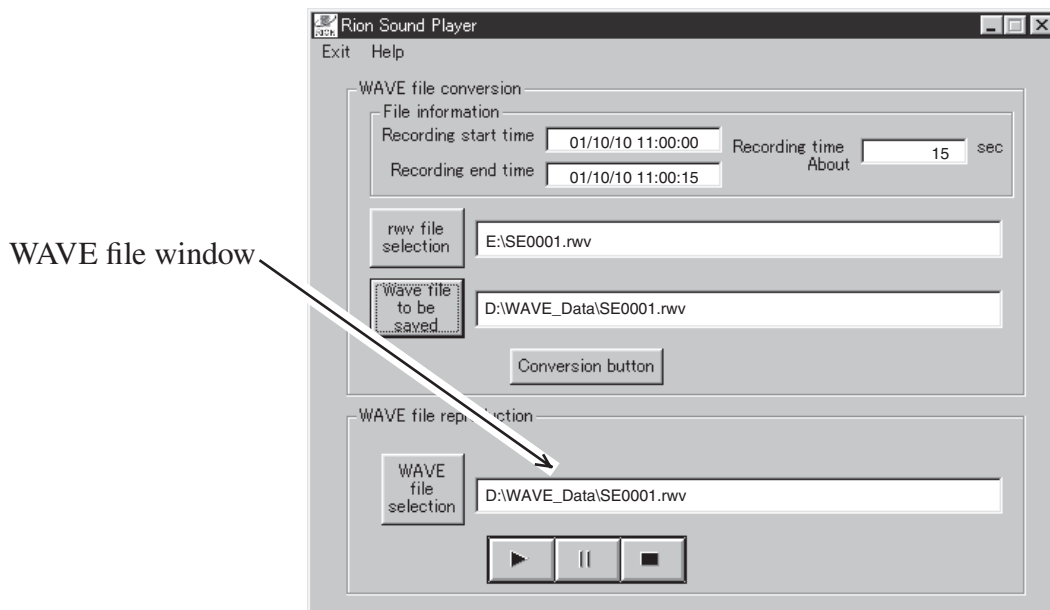 Rion Sound Player
Exit Help
WAVE file conversion
File information
Recording start time 01/10/10 11:00:00
Recording time About 15 sec
Recording end time 01/10/10 11:00:15
rwv file
selection
E:\SE0001.rwv
WAVE file window
Wave file
to be
saved
D:\WAVE_Data\SE0001.rwv
Conversion button
WAVE file reproduction
WAVE
file
selection
D:\WAVE_Data\SE0001.rwv